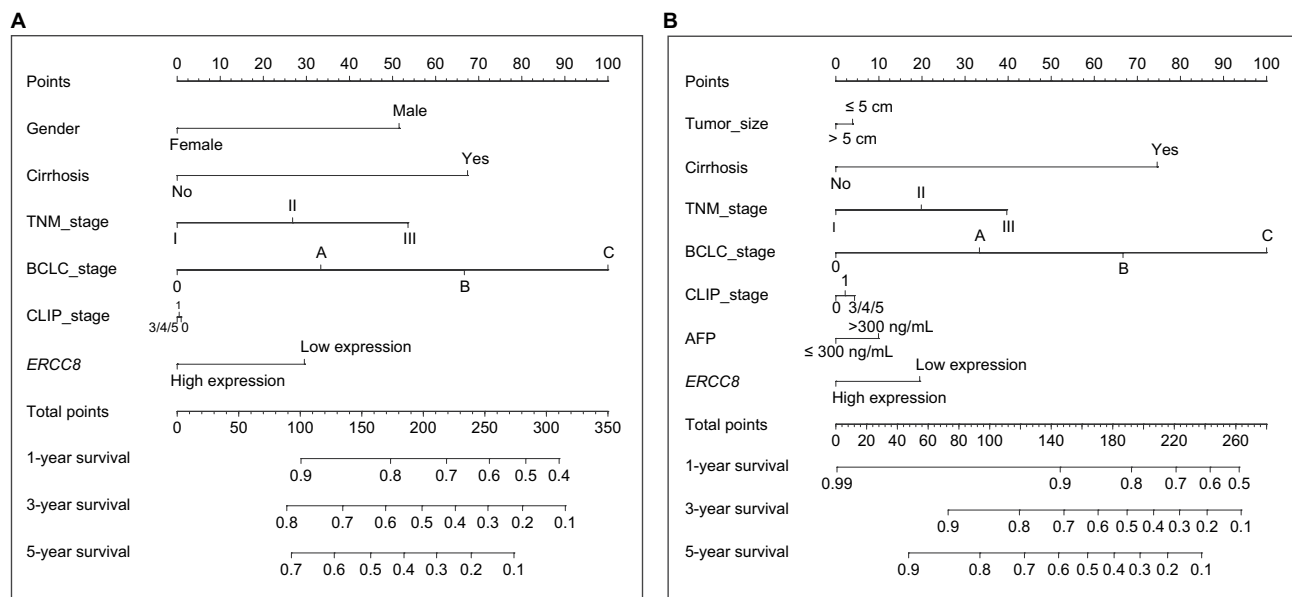 A
0 10 20 30 40 50 60 70 80 90 100
Points
Male
Gender
Female
Yes
Cirrhosis
No
II
TNM_stage
I III
A C
BCLC_stage
0 B
1
CLIP_stage
3/4/5 0
Low expression
ERCC8
High expression
Total points
0 50 100 150 200 250 300 350
1-year survival
0.9 0.8 0.7 0.6 0.5 0.4
3-year survival
0.8 0.7 0.6 0.5 0.4 0.3 0.2 0.1
5-year survival
0.7 0.6 0.5 0.4 0.3 0.2 0.1
B
0 10 20 30 40 50 60 70 80 90 100
Points
≤ 5 cm
Tumor_size
> 5 cm
Yes
Cirrhosis
No
II
TNM_stage
I III
A C
BCLC_stage
0 B
1
CLIP_stage
0 3/4/5
>300 ng/mL
AFP
≤ 300 ng/mL
Low expression
ERCC8
High expression
Total points
0 20 40 60 80 100 140 180 220 260
1-year survival
0.99 0.9 0.8 0.7 0.6 0.5
3-year survival
0.9 0.8 0.7 0.6 0.5 0.4 0.3 0.2 0.1
5-year survival
0.9 0.8 0.7 0.6 0.5 0.4 0.3 0.2 0.1